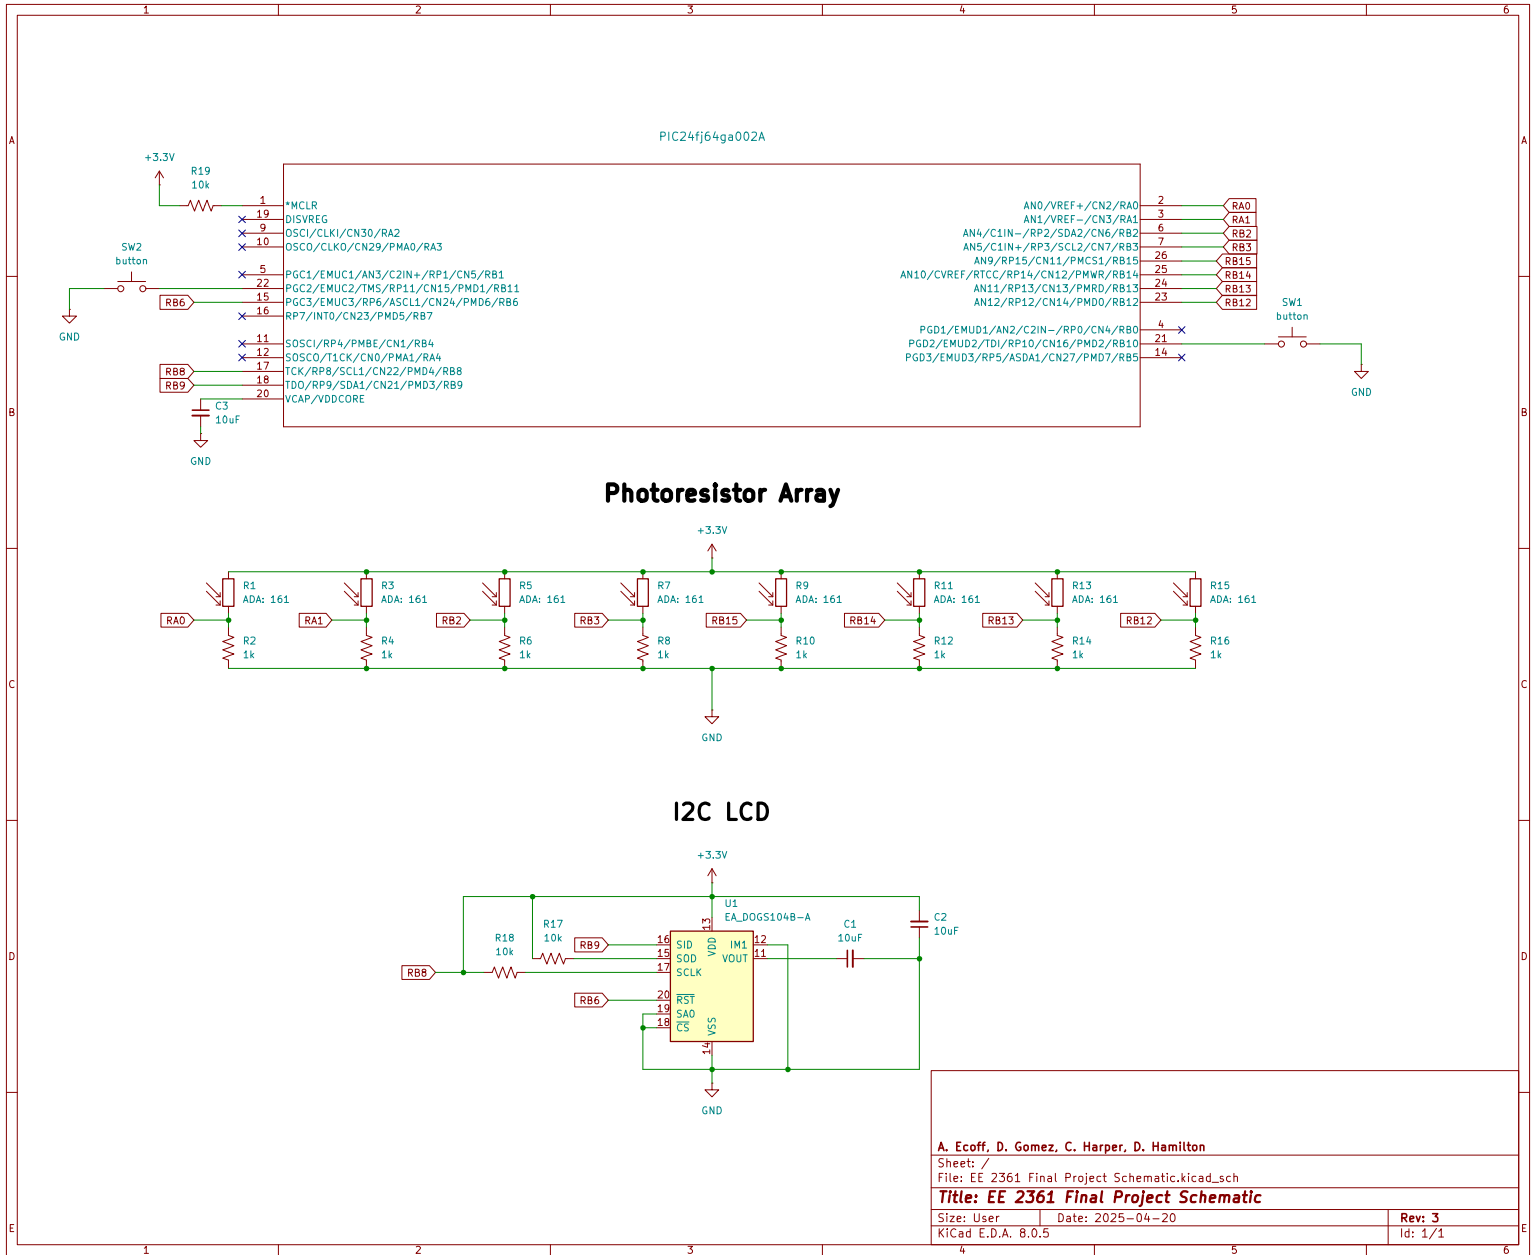 1 2 3 4 5 6
A A
PIC24fj64ga002A
+3.3V
R19
10k
1 *MCLR
19 DISVREG
9 OSCI/CLKI/CN30/RA2
10 OSCO/CLKO/CN29/PMA0/RA3
SW2
button
5 PGC1/EMUC1/AN3/C2IN+/RP1/CN5/RB1
22 PGC2/EMUC2/TMS/RP11/CN15/PMD1/RB11
RB6 15 PGC3/EMUC3/RP6/ASCL1/CN24/PMD6/RB6
16 RP7/INT0/CN23/PMD5/RB7
GND
11 SOSCI/RP4/PMBE/CN1/RB4
12 SOSCO/T1CK/CN0/PMA1/RA4
RB8 17 TCK/RP8/SCL1/CN22/PMD4/RB8
RB9 18 TDO/RP9/SDA1/CN21/PMD3/RB9
20 VCAP/VDDCORE
C3
10uF
GND
AN0/VREF+/CN2/RA0 2 RA0
AN1/VREF-/CN3/RA1 3 RA1
AN4/C1IN-/RP2/SDA2/CN6/RB2 6 RB2
AN5/C1IN+/RP3/SCL2/CN7/RB3 7 RB3
AN9/RP15/CN11/PMCS1/RB15 26 RB15
AN10/CVREF/RTCC/RP14/CN12/PMWR/RB14 25 RB14
AN11/RP13/CN13/PMRD/RB13 24 RB13
AN12/RP12/CN14/PMD0/RB12 23 RB12
SW1
button
PGD1/EMUD1/AN2/C2IN-/RP0/CN4/RB0 4
PGD2/EMUD2/TDI/RP10/CN16/PMD2/RB10 21
PGD3/EMUD3/RP5/ASDA1/CN27/PMD7/RB5 14
GND
B B
Photoresistor Array
+3.3V
R1 R3 R5 R7 R9 R11 R13 R15
ADA: 161 ADA: 161 ADA: 161 ADA: 161 ADA: 161 ADA: 161 ADA: 161 ADA: 161
RA0 RA1 RB2 RB3 RB15 RB14 RB13 RB12
R2 R4 R6 R8 R10 R12 R14 R16
1k 1k 1k 1k 1k 1k 1k 1k
C C
GND
I2C LCD
+3.3V
U1
EA_DOGS104B-A
R17
10k
R18
10k
RB9
RB8
RB6
16 SID
15 SOD
17 SCLK
20 RST
19 SA0
18 CS
13 VDD
14 VSS
IM1 12
VOUT 11
C1
10uF
C2
10uF
GND
D D
A. Ecoff, D. Gomez, C. Harper, D. Hamilton
Sheet: /
File: EE 2361 Final Project Schematic.kicad_sch
Title: EE 2361 Final Project Schematic
Size: User Date: 2025-04-20 Rev: 3
KiCad E.D.A. 8.0.5 Id: 1/1
E E
1 2 3 4 5 6